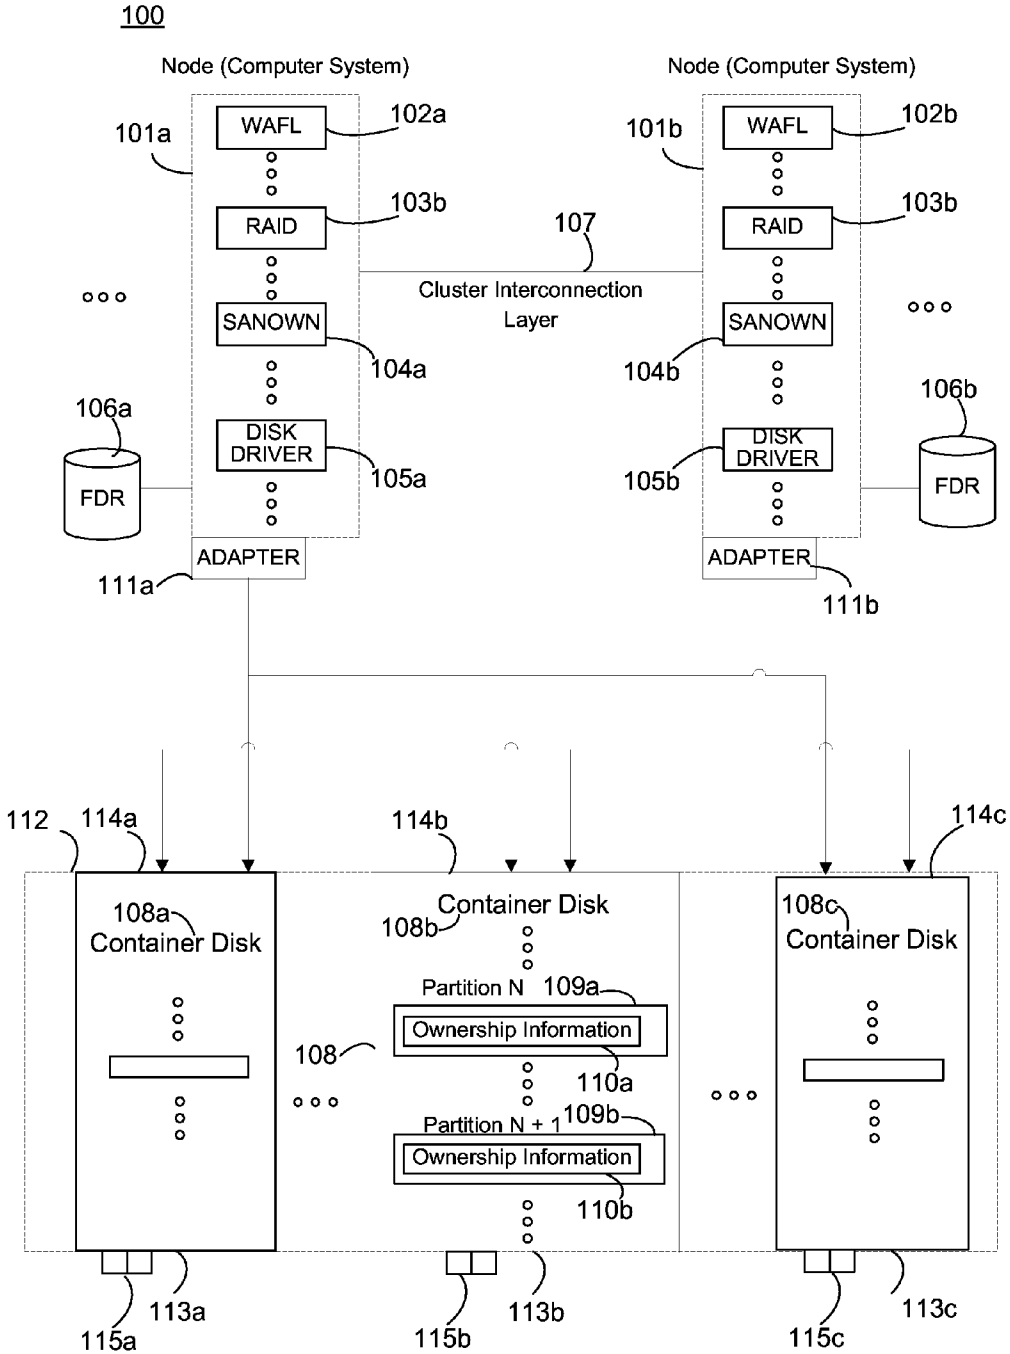 100
Node (Computer System)
Node (Computer System)
101a
WAFL
102a
101b
WAFL
102b
RAID
103b
RAID
103b
107
Cluster Interconnection
Layer
SANOWN
104a
SANOWN
104b
106a
FDR
DISK
DRIVER
105a
DISK
DRIVER
105b
106b
FDR
ADAPTER
111a
ADAPTER
111b
112
114a
114b
114c
108a
Container Disk
Container Disk
108b
108c
Container Disk
Partition N
109a
Ownership Information
108
110a
Partition N + 1
109b
Ownership Information
110b
115a
113a
115b
113b
115c
113c